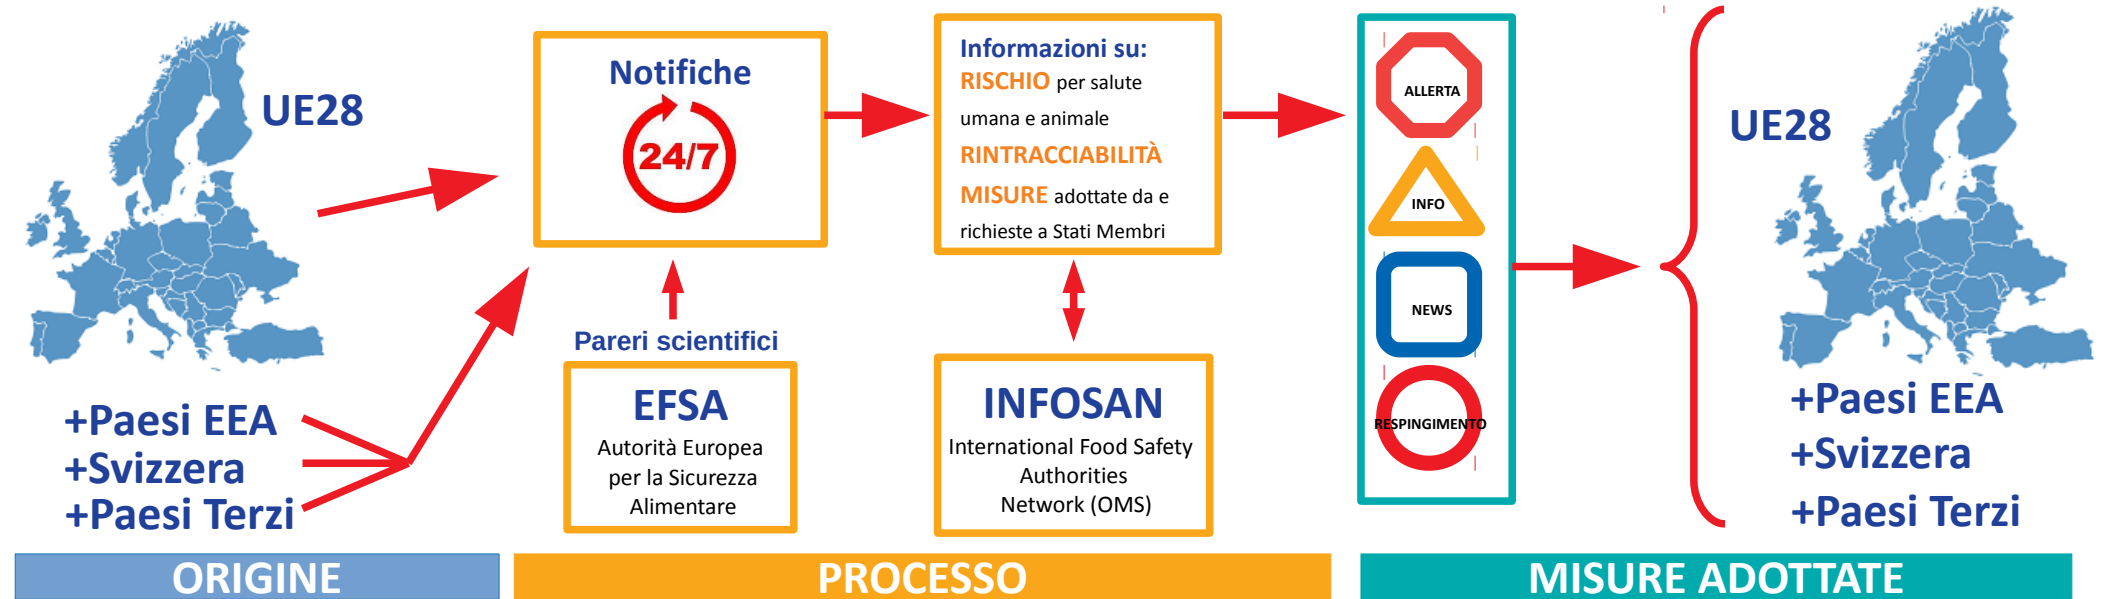 UE28
+Paesi EEA
+Svizzera
+Paesi Terzi
ORIGINE
Notifiche
24/7
Pareri scientifici
EFSA
Autorità Europea
per la Sicurezza
Alimentare
Informazioni su:
RISCHIO per salute
umana e animale
RINTRACCIABILITÀ
MISURE adottate da e
richieste a Stati Membri
INFOSAN
International Food Safety
Authorities
Network (OMS)
PROCESSO
ALLERTA
INFO
NEWS
RESPINGIMENTO
UE28
+Paesi EEA
+Svizzera
+Paesi Terzi
MISURE ADOTTATE